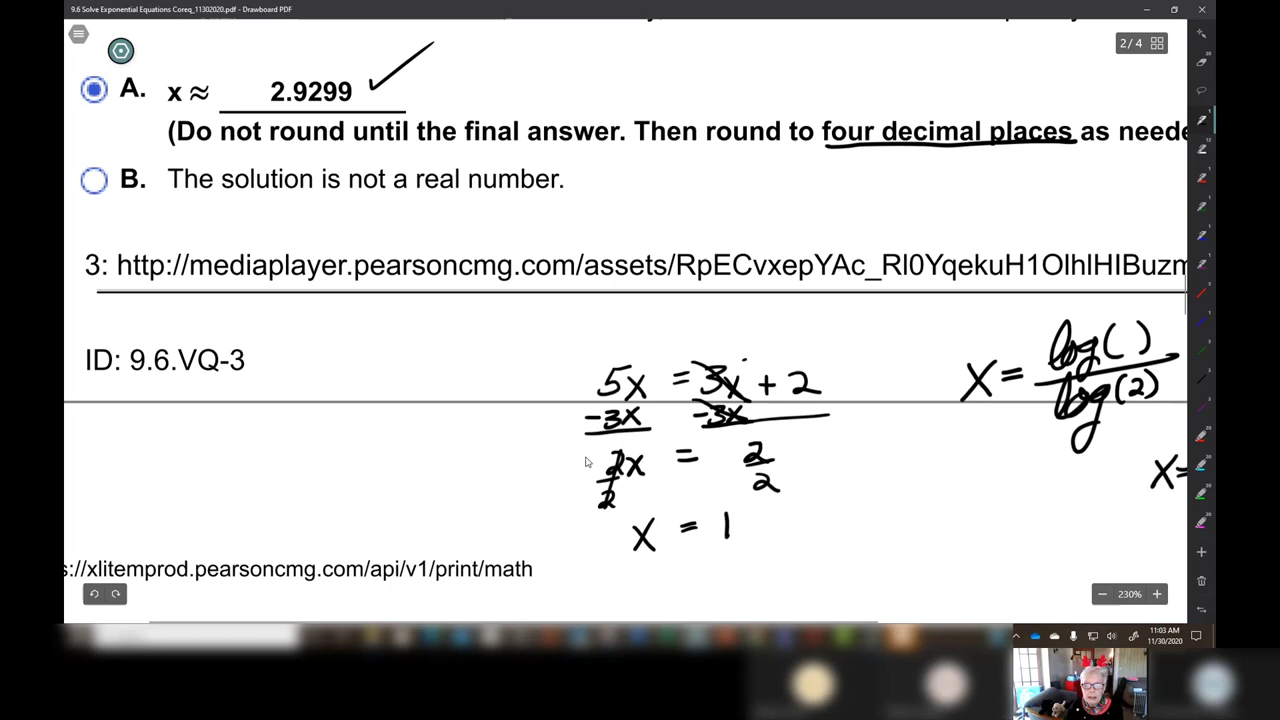 9.6 Solve Exponential Equations Coreq_11302020.pdf - Drawboard PDF
2 / 4
A. x ≈ 2.9299
(Do not round until the final answer. Then round to four decimal places as neede
B. The solution is not a real number.
3: http://mediaplayer.pearsoncmg.com/assets/RpECvxepYAc_Rl0YqekuH1OlhlHIBuzm
ID: 9.6.VQ-3
5x = 3x + 2
-3x -3x
2x = 2
2 2
x = 1
x = log( )
log(2)
x=
s://xlitemprod.pearsoncmg.com/api/v1/print/math
230%
11:03 AM
11/30/2020